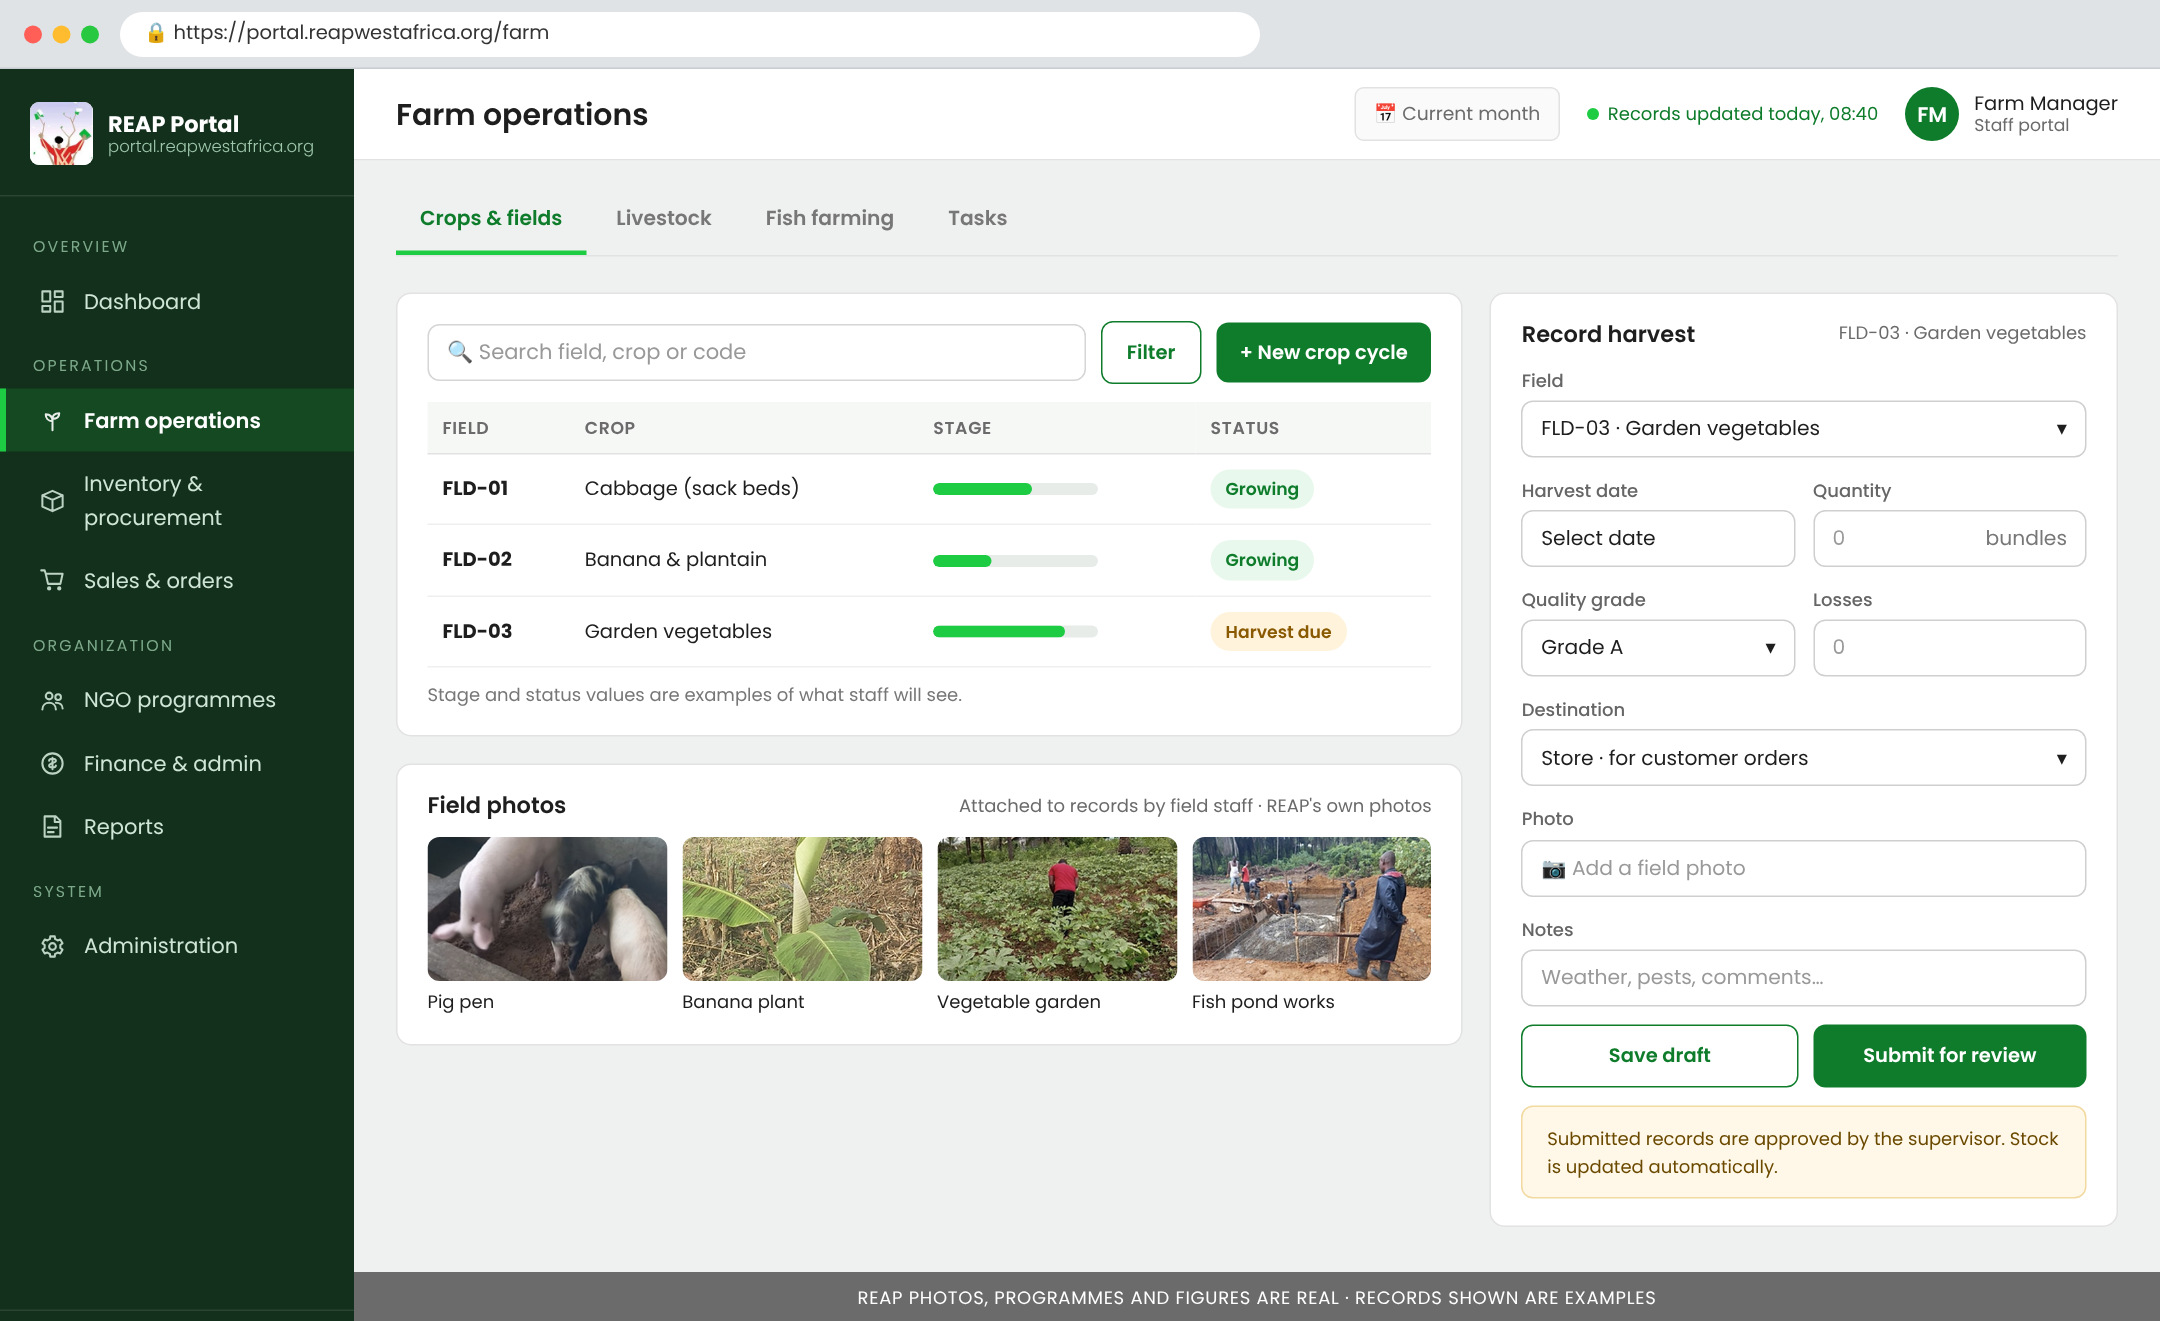 https://portal.reapwestafrica.org/farm
REAP Portal
portal.reapwestafrica.org
OVERVIEW
Dashboard
OPERATIONS
Farm operations
Inventory &
procurement
Sales & orders
ORGANIZATION
NGO programmes
Finance & admin
Reports
SYSTEM
Administration
Farm operations
Current month
Records updated today, 08:40
FM
Farm Manager
Staff portal
Crops & fields
Livestock
Fish farming
Tasks
Search field, crop or code
Filter
+ New crop cycle
FIELD CROP STAGE STATUS
FLD-01 Cabbage (sack beds) Growing
FLD-02 Banana & plantain Growing
FLD-03 Garden vegetables Harvest due
Stage and status values are examples of what staff will see.
Field photos
Attached to records by field staff · REAP's own photos
Pig pen
Banana plant
Vegetable garden
Fish pond works
Record harvest
FLD-03 · Garden vegetables
Field
FLD-03 · Garden vegetables
Harvest date Quantity
Select date 0 bundles
Quality grade Losses
Grade A 0
Destination
Store · for customer orders
Photo
Add a field photo
Notes
Weather, pests, comments...
Save draft
Submit for review
Submitted records are approved by the supervisor. Stock
is updated automatically.
REAP PHOTOS, PROGRAMMES AND FIGURES ARE REAL · RECORDS SHOWN ARE EXAMPLES